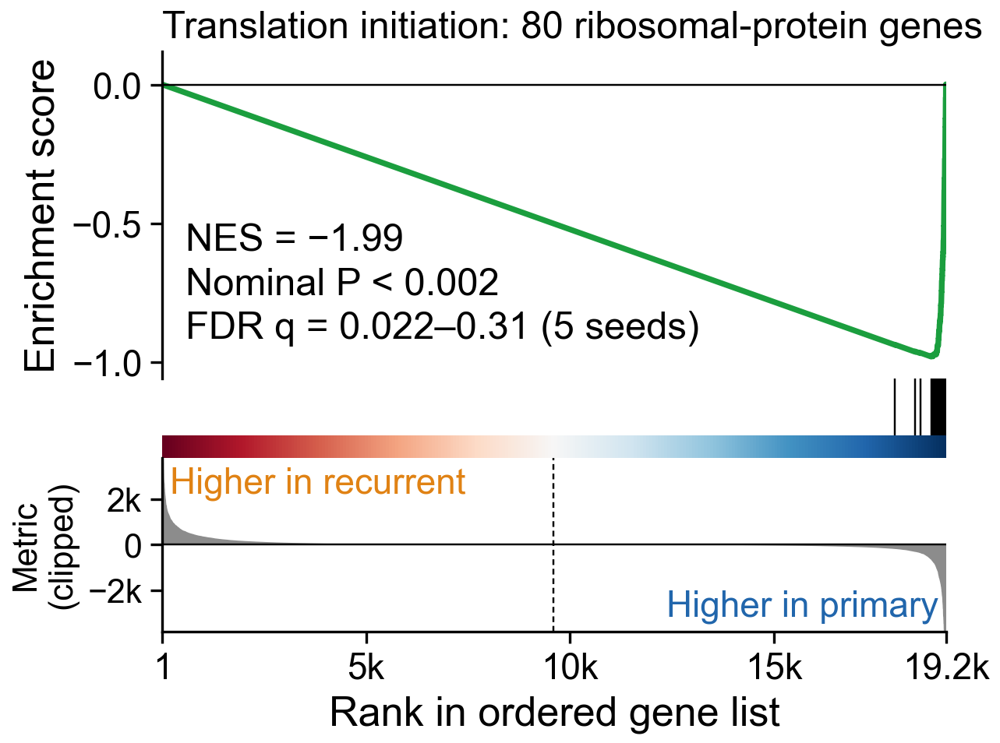 Translation initiation: 80 ribosomal-protein genes
Enrichment score
0.0
−0.5
−1.0
NES = −1.99
Nominal P < 0.002
FDR q = 0.022–0.31 (5 seeds)
Higher in recurrent
Metric
(clipped)
2k
0
−2k
Higher in primary
1
5k
10k
15k
19.2k
Rank in ordered gene list